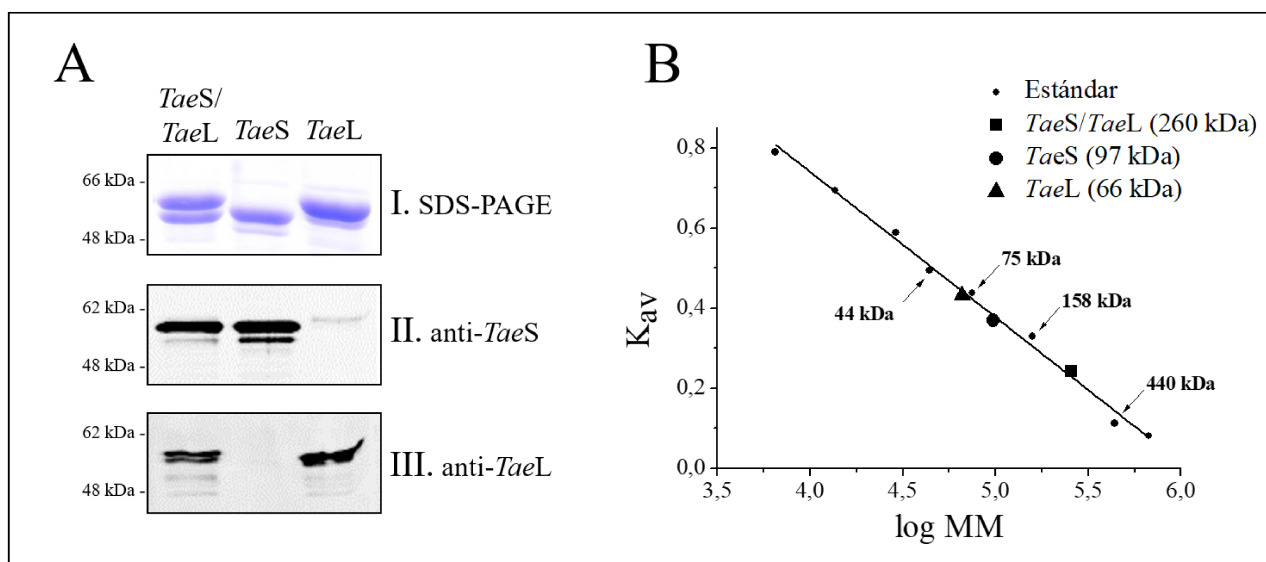 A
TaeS/
TaeL TaeS TaeL
66 kDa -
48 kDa -
I. SDS-PAGE
62 kDa -
48 kDa -
II. anti-TaeS
62 kDa -
48 kDa -
III. anti-TaeL
B
Estándar
TaeS/TaeL (260 kDa)
TaeS (97 kDa)
TaeL (66 kDa)
0,8
0,6
0,4
0,2
0,0
Kav
75 kDa
44 kDa
158 kDa
440 kDa
3,5 4,0 4,5 5,0 5,5 6,0
log MM